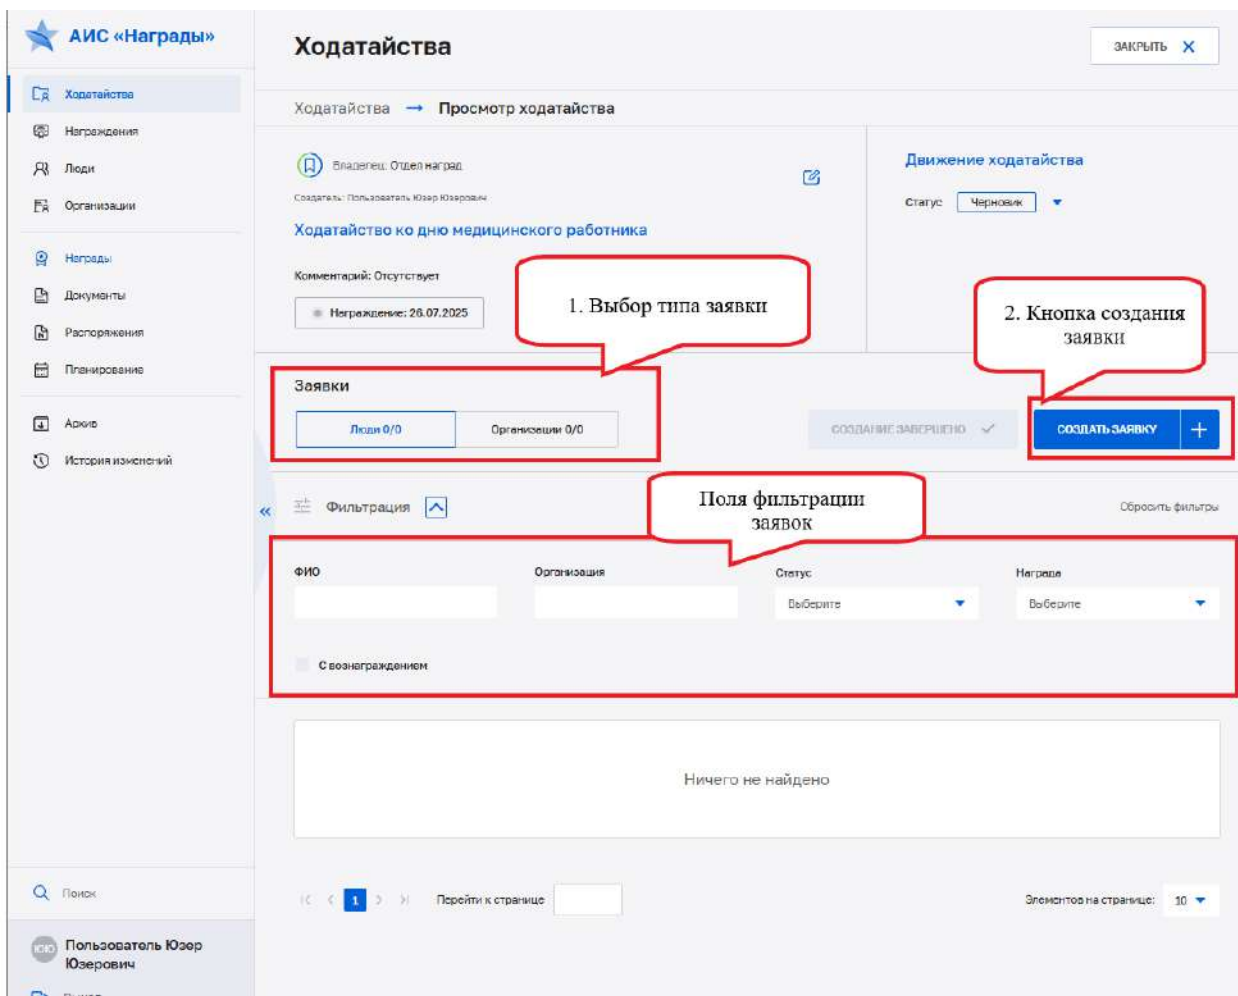 АИС «Награды»
Ходатайства
Награждения
Люди
Организации
Награды
Документы
Распоряжения
Планирование
Архив
История изменений
Поиск
ЮЮ
Пользователь Юзер
Юзерович
Выход
Ходатайства
ЗАКРЫТЬ
Ходатайства → Просмотр ходатайства
Владелец: Отдел наград
Создатель: Пользователь Юзер Юзерович
Ходатайство ко дню медицинского работника
Комментарий: Отсутствует
Награждение: 26.07.2025
Движение ходатайства
Статус Черновик
1. Выбор типа заявки
2. Кнопка создания
заявки
Заявки
Люди 0/0 Организации 0/0
СОЗДАНИЕ ЗАВЕРШЕНО
СОЗДАТЬ ЗАЯВКУ +
« Фильтрация
Поля фильтрации
заявок
Сбросить фильтры
ФИО Организация Статус Награда
Выберите Выберите
С вознаграждением
Ничего не найдено
1 Перейти к странице
Элементов на странице: 10